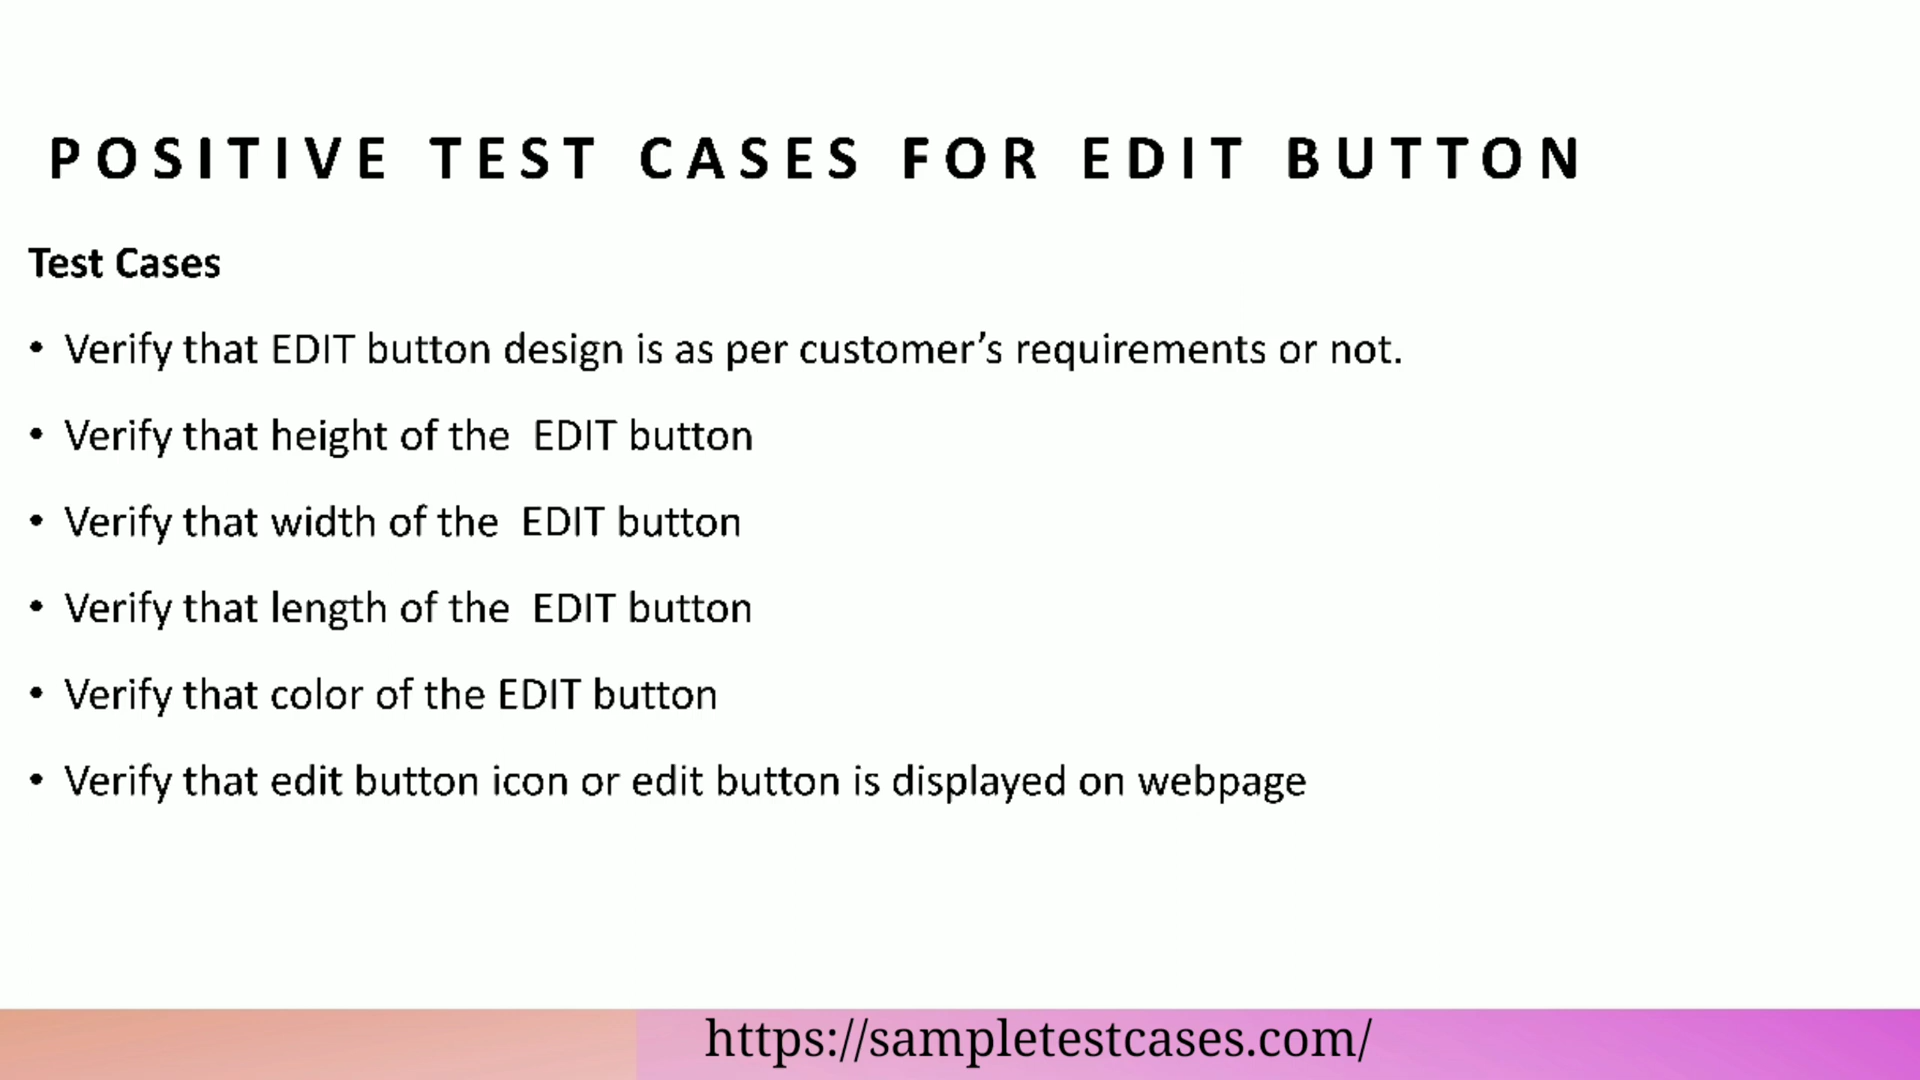 POSITIVE TEST CASES FOR EDIT BUTTON
Test Cases
• Verify that EDIT button design is as per customer’s requirements or not.
• Verify that height of the  EDIT button
• Verify that width of the  EDIT button
• Verify that length of the  EDIT button
• Verify that color of the EDIT button
• Verify that edit button icon or edit button is displayed on webpage
https://sampletestcases.com/